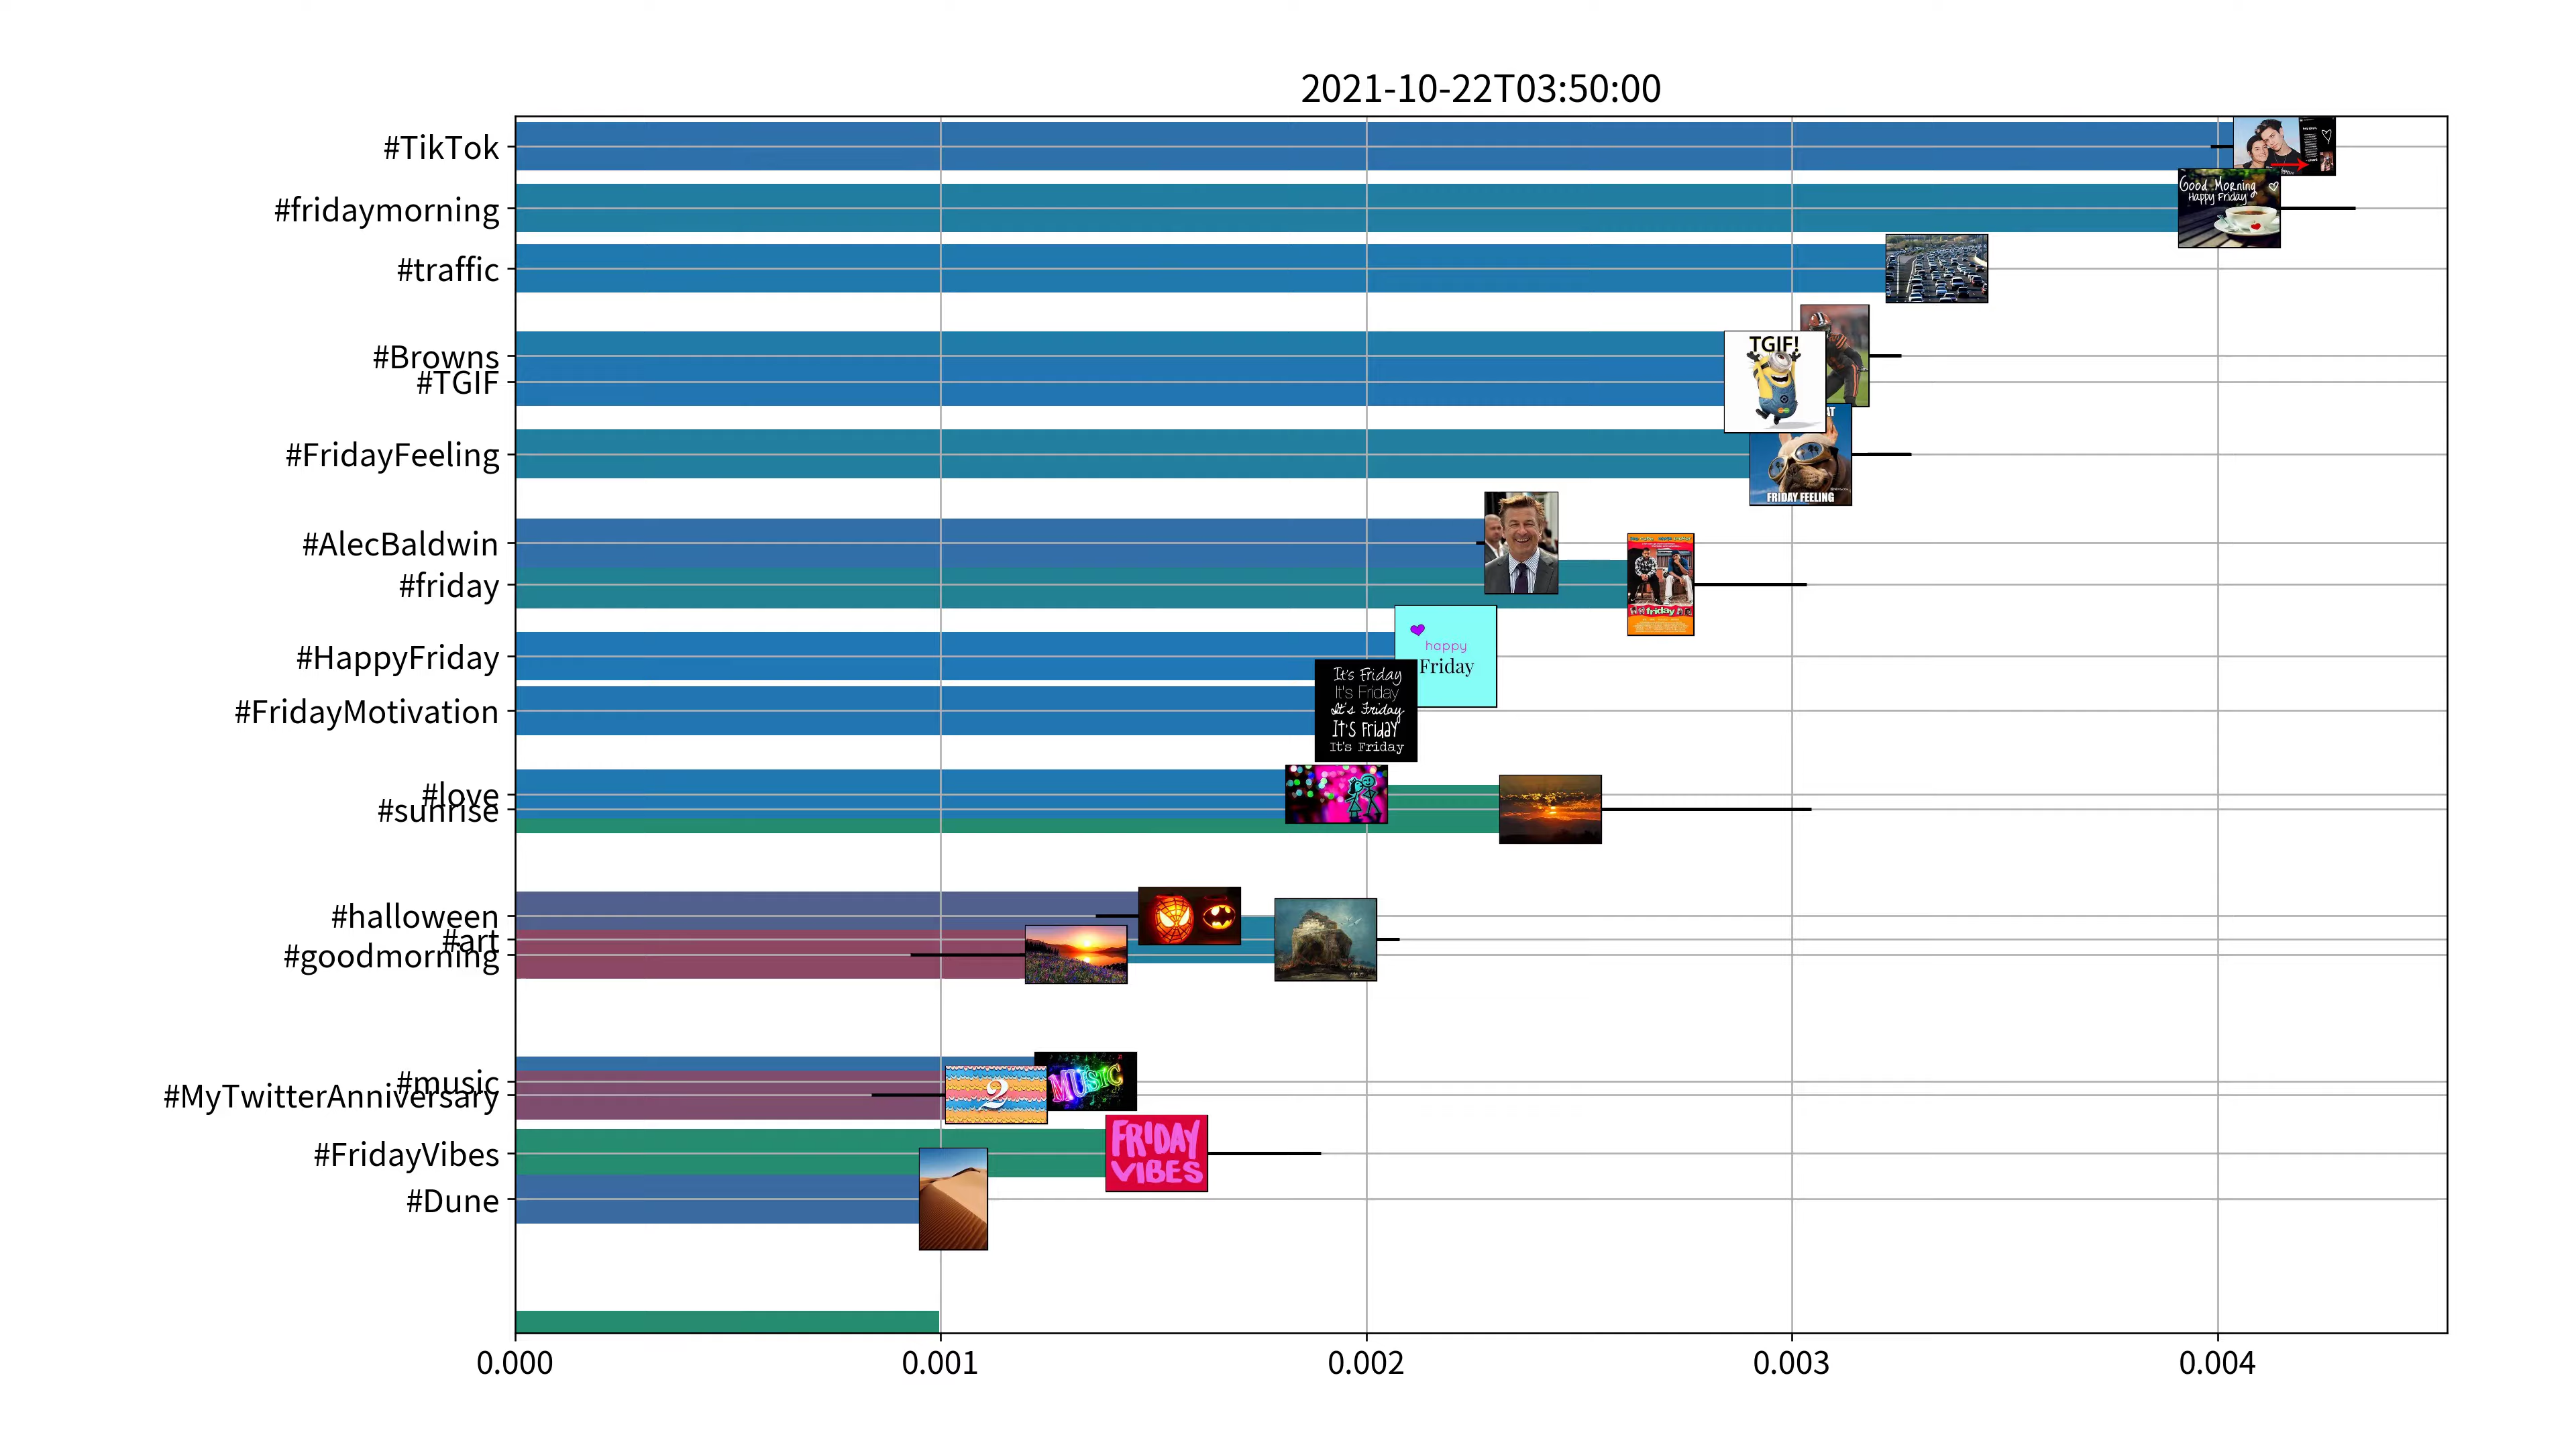 2021-10-22T03:50:00
#TikTok
#fridaymorning
Good Morning
Happy Friday
#traffic
#Browns
#TGIF
TGIF!
#FridayFeeling
AT
FRIDAY FEELING
#AlecBaldwin
#friday
friday
#HappyFriday
happy
Friday
#FridayMotivation
It's Friday
It's Friday
It's Friday
It's Friday
It's Friday
#love
#sunrise
#halloween
#art
#goodmorning
#music
MUSIC
#MyTwitterAnniversary
2
#FridayVibes
FRIDAY
VIBES
#Dune
0.000
0.001
0.002
0.003
0.004